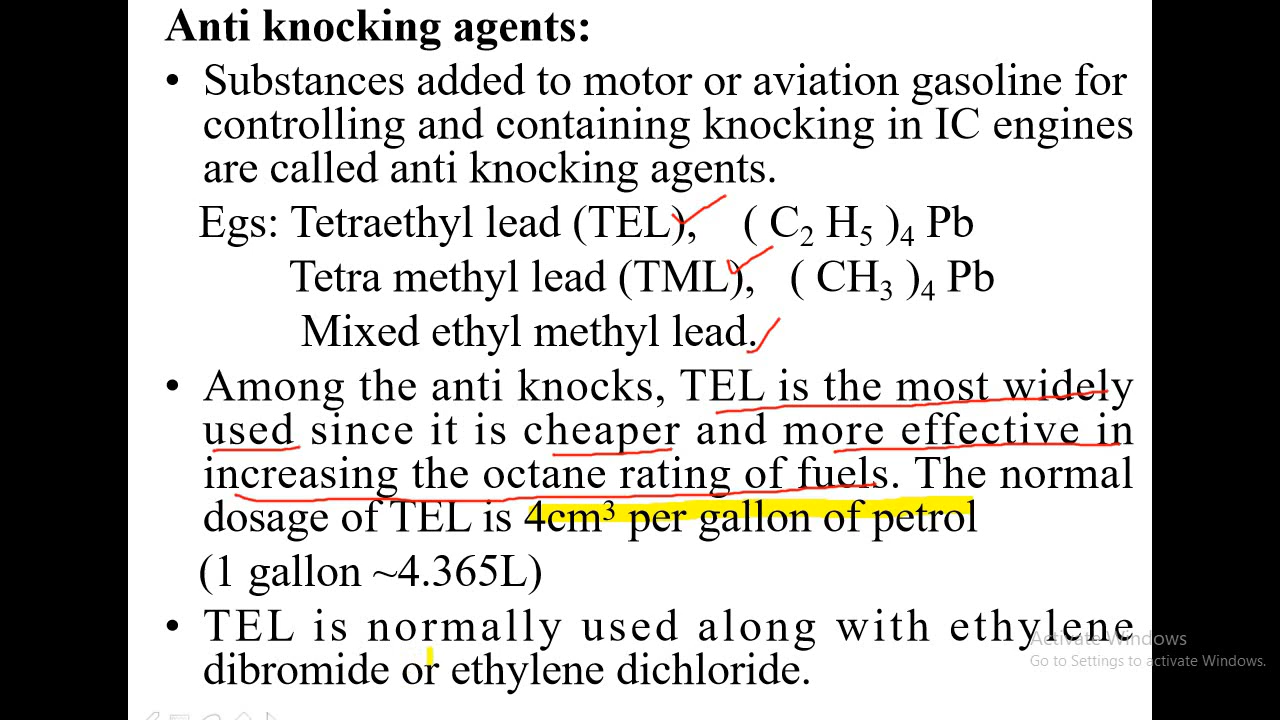 Anti knocking agents:
• Substances added to motor or aviation gasoline for
controlling and containing knocking in IC engines
are called anti knocking agents.
Egs: Tetraethyl lead (TEL), ( C₂ H₅ )₄ Pb
Tetra methyl lead (TML), ( CH₃ )₄ Pb
Mixed ethyl methyl lead.
• Among the anti knocks, TEL is the most widely
used since it is cheaper and more effective in
increasing the octane rating of fuels. The normal
dosage of TEL is 4cm³ per gallon of petrol
(1 gallon ~4.365L)
• TEL is normally used along with ethylene
dibromide or ethylene dichloride.
Activate Windows
Go to Settings to activate Windows.